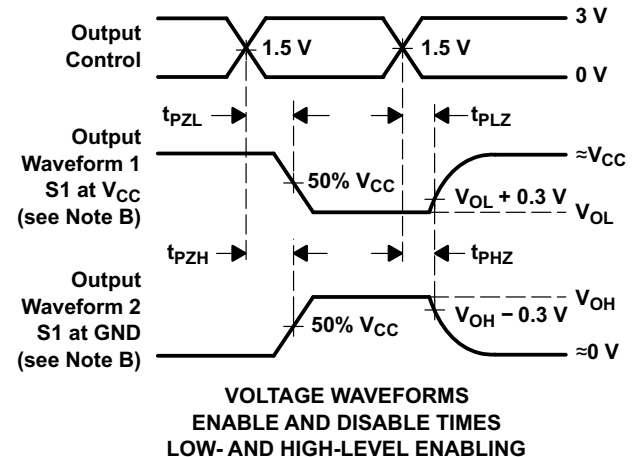 Output
Control
1.5 V
1.5 V
3 V
0 V
tPZL
tPLZ
Output
Waveform 1
S1 at VCC
(see Note B)
50% VCC
≈VCC
VOL + 0.3 V
VOL
tPZH
tPHZ
Output
Waveform 2
S1 at GND
(see Note B)
50% VCC
VOH
VOH − 0.3 V
≈0 V
VOLTAGE WAVEFORMS
ENABLE AND DISABLE TIMES
LOW- AND HIGH-LEVEL ENABLING